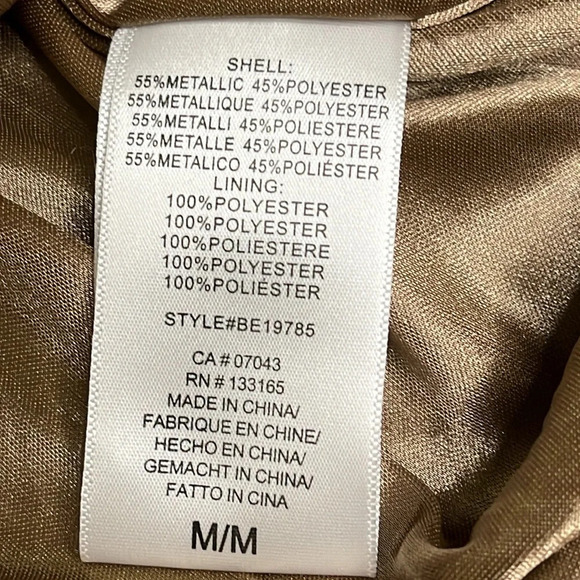 SHELL:
55%METALLIC 45%POLYESTER
55%METALLIQUE 45%POLYESTER
55%METALLI 45%POLIESTERE
55%METALLE 45%POLYESTER
55%METALICO 45%POLIÉSTER
LINING:
100%POLYESTER
100%POLYESTER
100%POLIESTERE
100%POLYESTER
100%POLIÉSTER
STYLE#BE19785
CA # 07043
RN # 133165
MADE IN CHINA/
FABRIQUE EN CHINE/
HECHO EN CHINA/
GEMACHT IN CHINA/
FATTO IN CINA
M/M